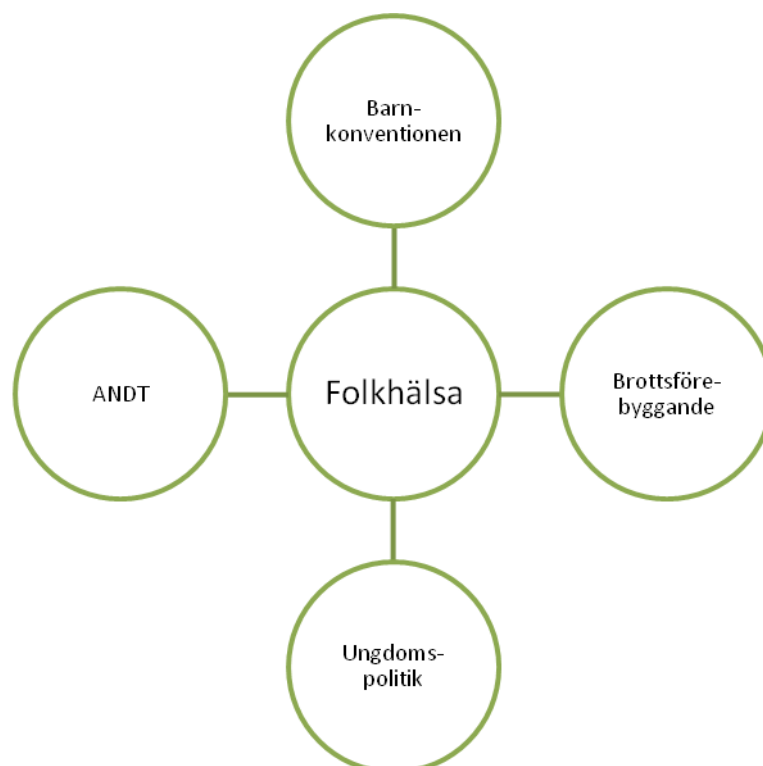 Barn-
konventionen
ANDT
Folkhälsa
Brottsföre-
byggande
Ungdoms-
politik